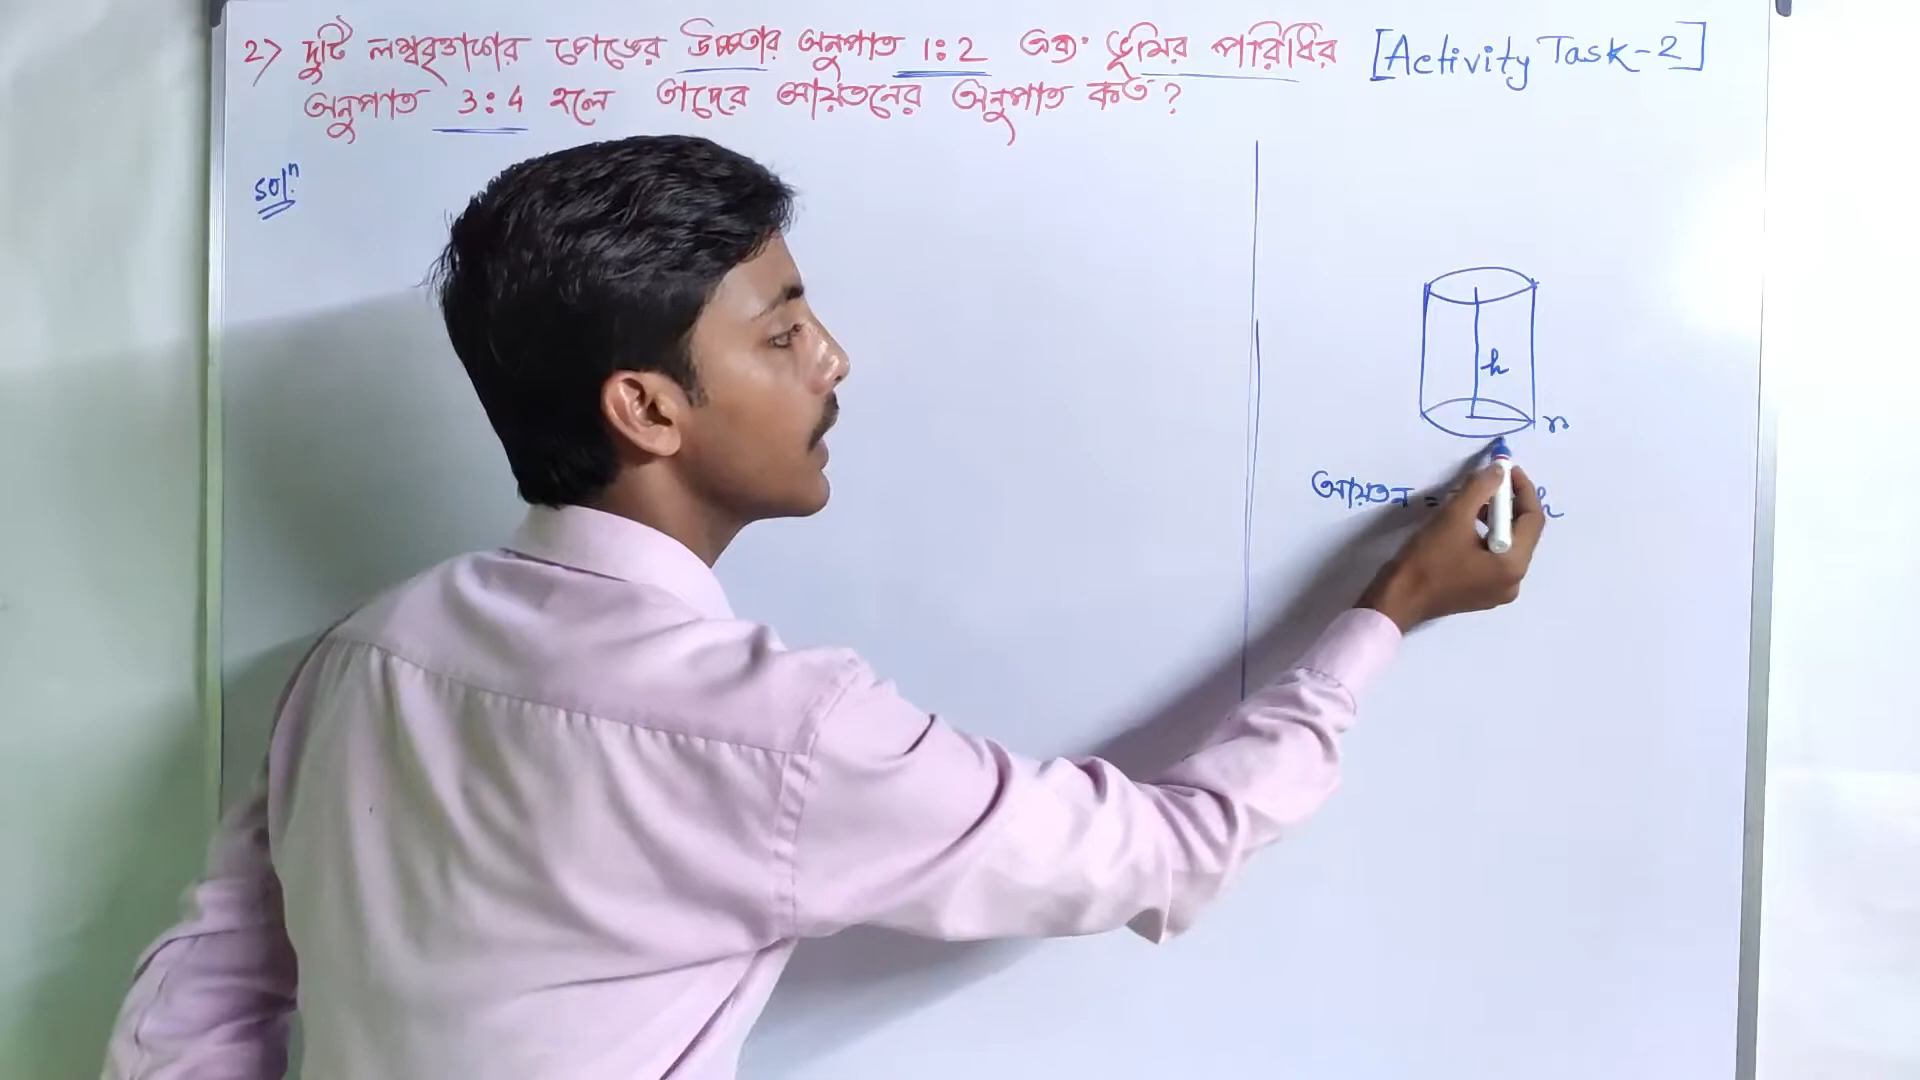 2) দুটি লম্ববৃত্তাকার চোঙের উচ্চতার অনুপাত 1:2 এবং ভূমির পরিধির [Activity Task-2]
অনুপাত 3:4 হলে তাদের আয়তনের অনুপাত কত?
solⁿ
h
r
আয়তন = h